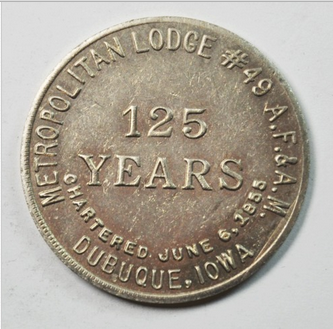 METROPOLITAN LODGE #49 A.F.&A.M.
125
YEARS
CHARTERED. JUNE 6, 1855
DUBUQUE, IOWA